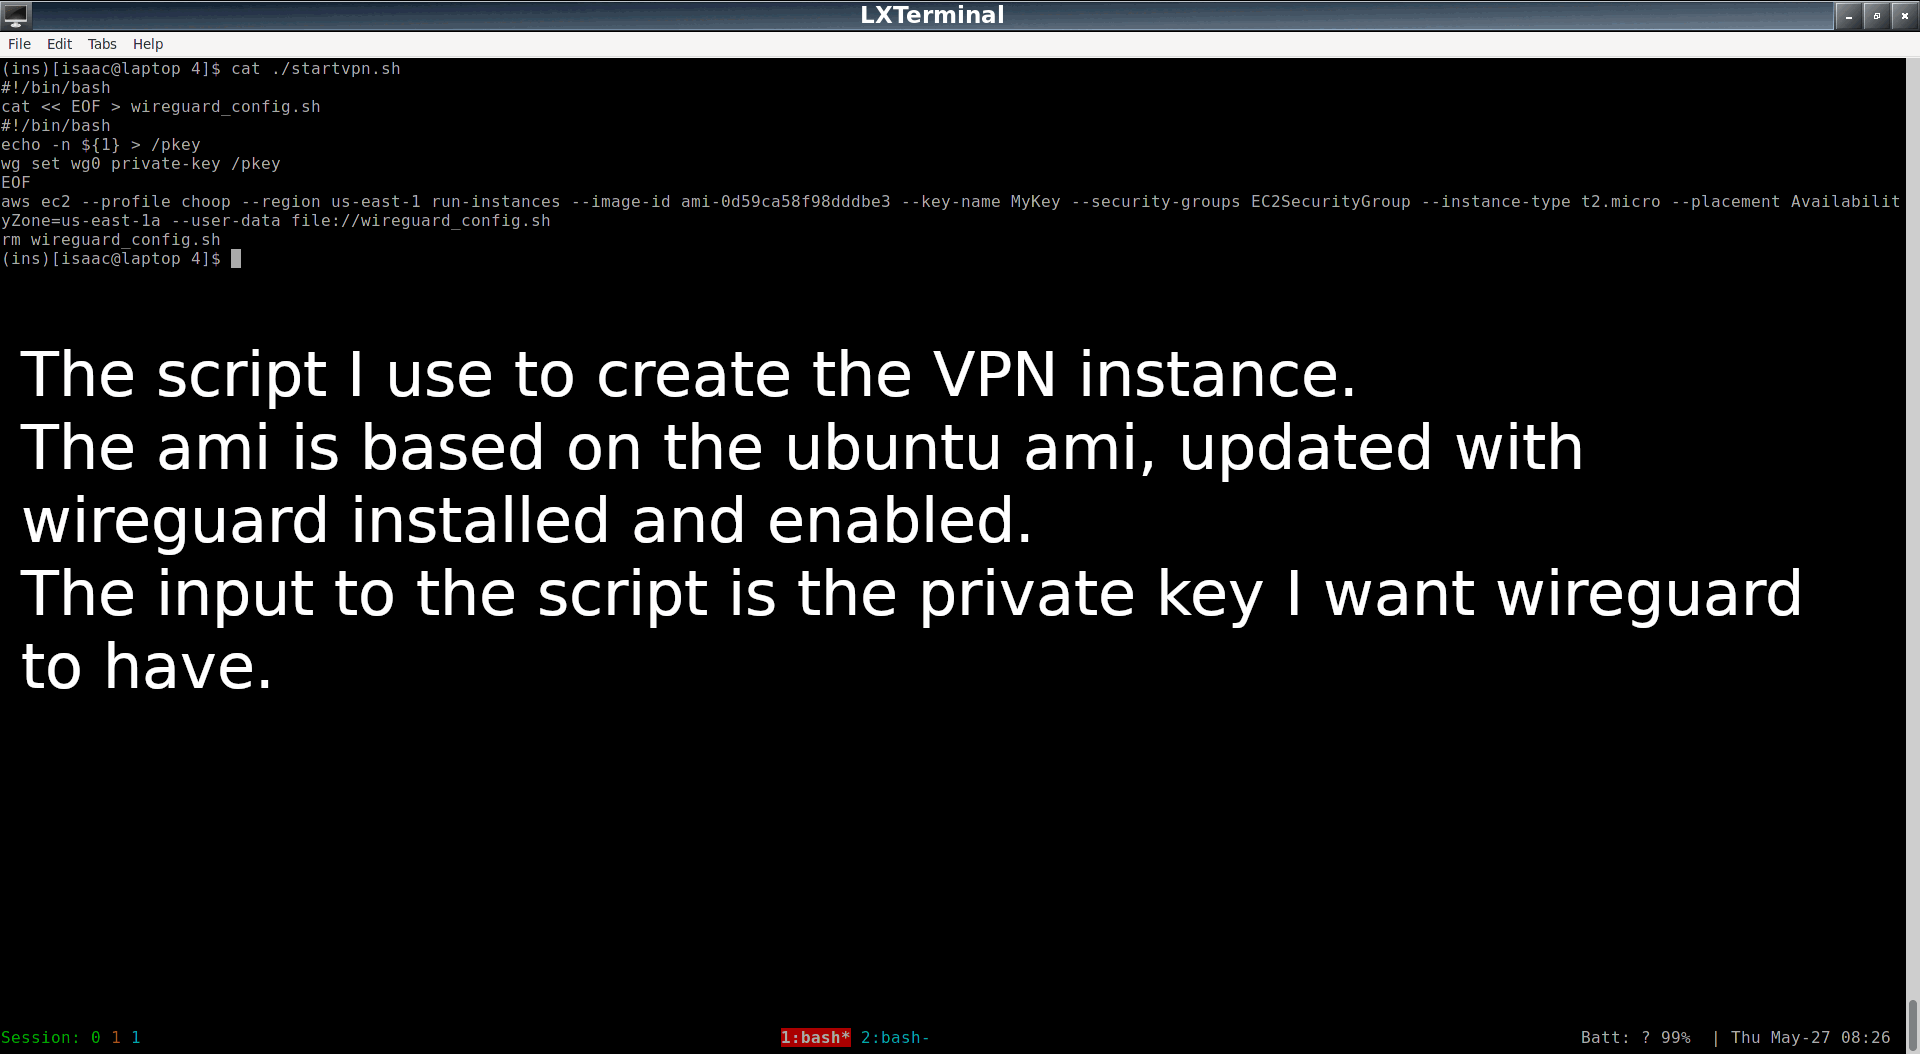 LXTerminal
File Edit Tabs Help
(ins)[isaac@laptop 4]$ cat ./startvpn.sh
#!/bin/bash
cat << EOF > wireguard_config.sh
#!/bin/bash
echo -n ${1} > /pkey
wg set wg0 private-key /pkey
EOF
aws ec2 --profile choop --region us-east-1 run-instances --image-id ami-0d59ca58f98dddbe3 --key-name MyKey --security-groups EC2SecurityGroup --instance-type t2.micro --placement Availabilit
yZone=us-east-1a --user-data file://wireguard_config.sh
rm wireguard_config.sh
(ins)[isaac@laptop 4]$
The script I use to create the VPN instance.
The ami is based on the ubuntu ami, updated with
wireguard installed and enabled.
The input to the script is the private key I want wireguard
to have.
Session: 0 1 1 1:bash* 2:bash- Batt: ? 99% | Thu May-27 08:26